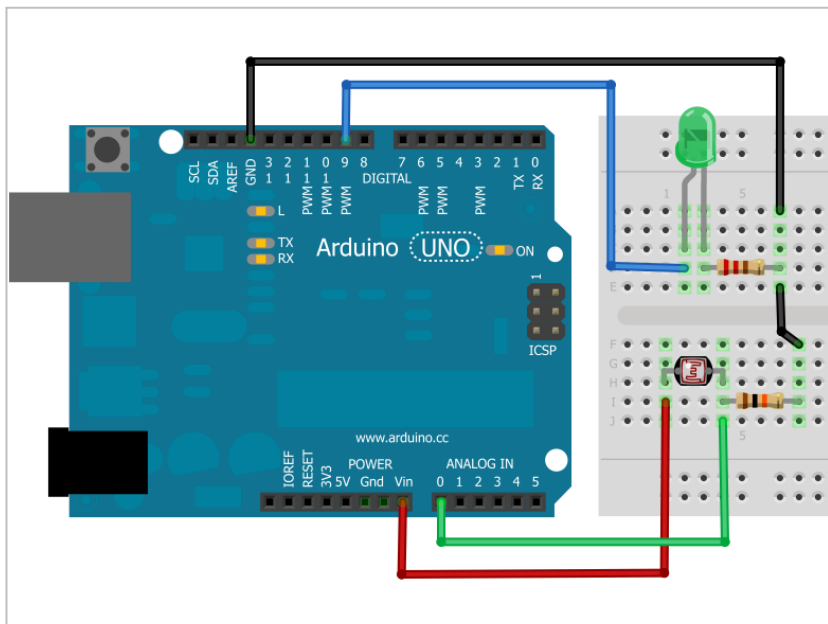 SCL
SDA
AREF
GND
13
12
PWM 11
PWM 10
PWM 9
8
DIGITAL
7
PWM 6
PWM 5
4
PWM 3
2
TX 1
RX 0
L
TX
RX
Arduino UNO
ON
1
ICSP
www.arduino.cc
POWER
IOREF
RESET
3V3
5V
Gnd
Vin
ANALOG IN
0 1 2 3 4 5
1 5
E
F
G
H
I
J
5